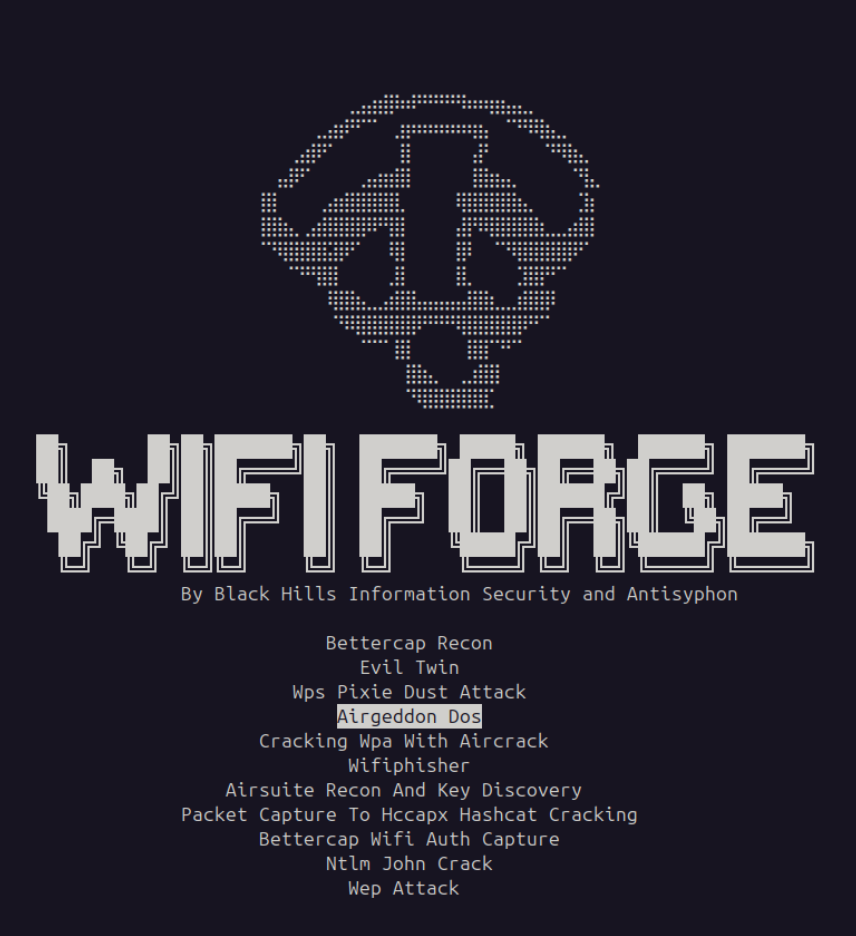 WIFI FORGE
By Black Hills Information Security and Antisyphon
Bettercap Recon
Evil Twin
Wps Pixie Dust Attack
Airgeddon Dos
Cracking Wpa With Aircrack
Wifiphisher
Airsuite Recon And Key Discovery
Packet Capture To Hccapx Hashcat Cracking
Bettercap Wifi Auth Capture
Ntlm John Crack
Wep Attack